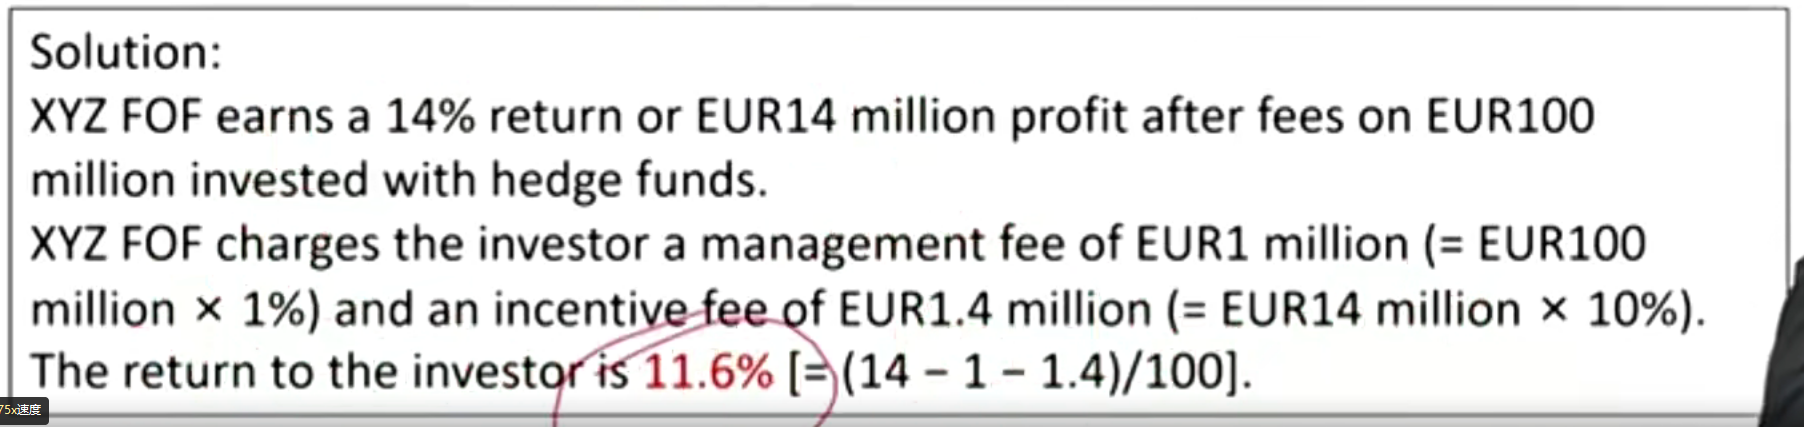 Solution:
XYZ FOF earns a 14% return or EUR14 million profit after fees on EUR100
million invested with hedge funds.
XYZ FOF charges the investor a management fee of EUR1 million (= EUR100
million × 1%) and an incentive fee of EUR1.4 million (= EUR14 million × 10%).
The return to the investor is 11.6% [= (14 − 1 − 1.4)/100].
75x速度